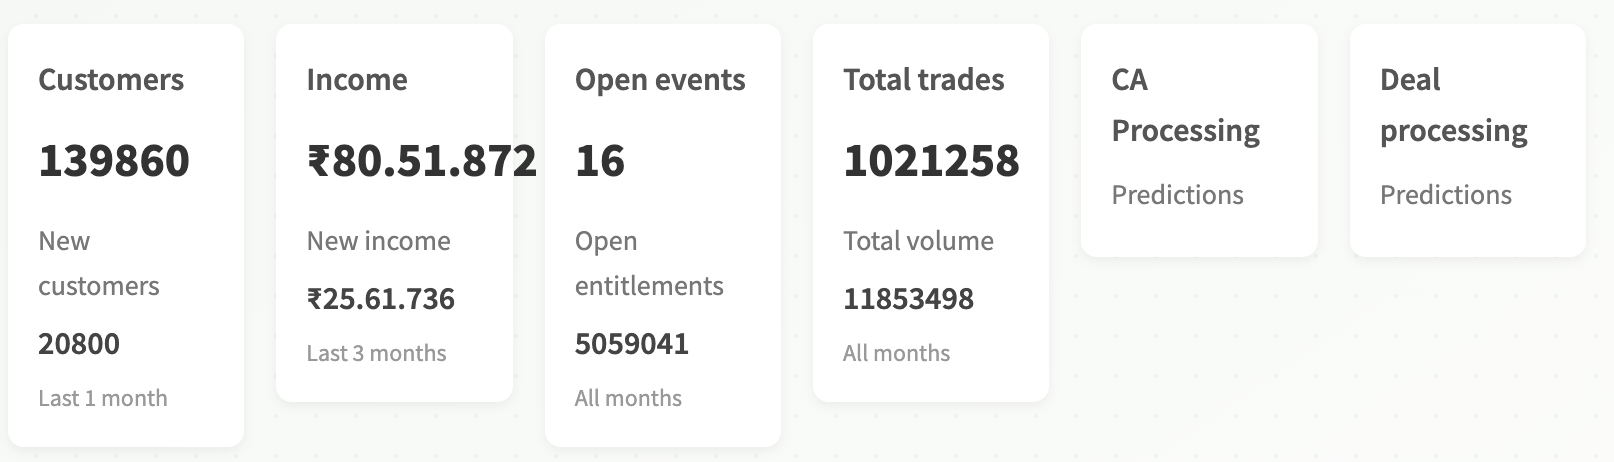 Customers
139860
New
customers
20800
Last 1 month
Income
₹80.51.872
New income
₹25.61.736
Last 3 months
Open events
16
Open
entitlements
5059041
All months
Total trades
1021258
Total volume
11853498
All months
CA
Processing
Predictions
Deal
processing
Predictions